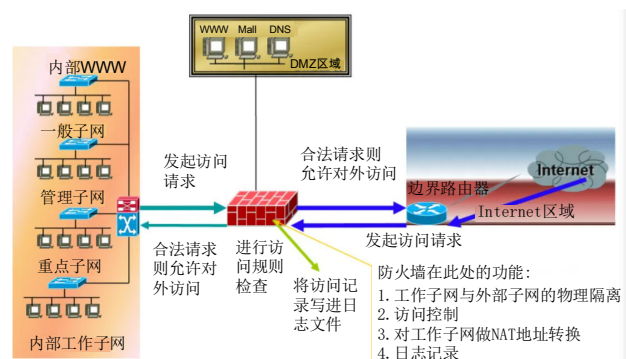 WWW Mall DNS
DMZ区域
内部WWW
一般子网
管理子网
重点子网
内部工作子网
发起访问
请求
合法请求则
允许对外访问
边界路由器
Internet
Internet区域
发起访问请求
合法请求
则允许对
外访问
进行访
问规则
检查
将访问记
录写进日
志文件
防火墙在此处的功能:
1.工作子网与外部子网的物理隔离
2.访问控制
3.对工作子网做NAT地址转换
4.日志记录